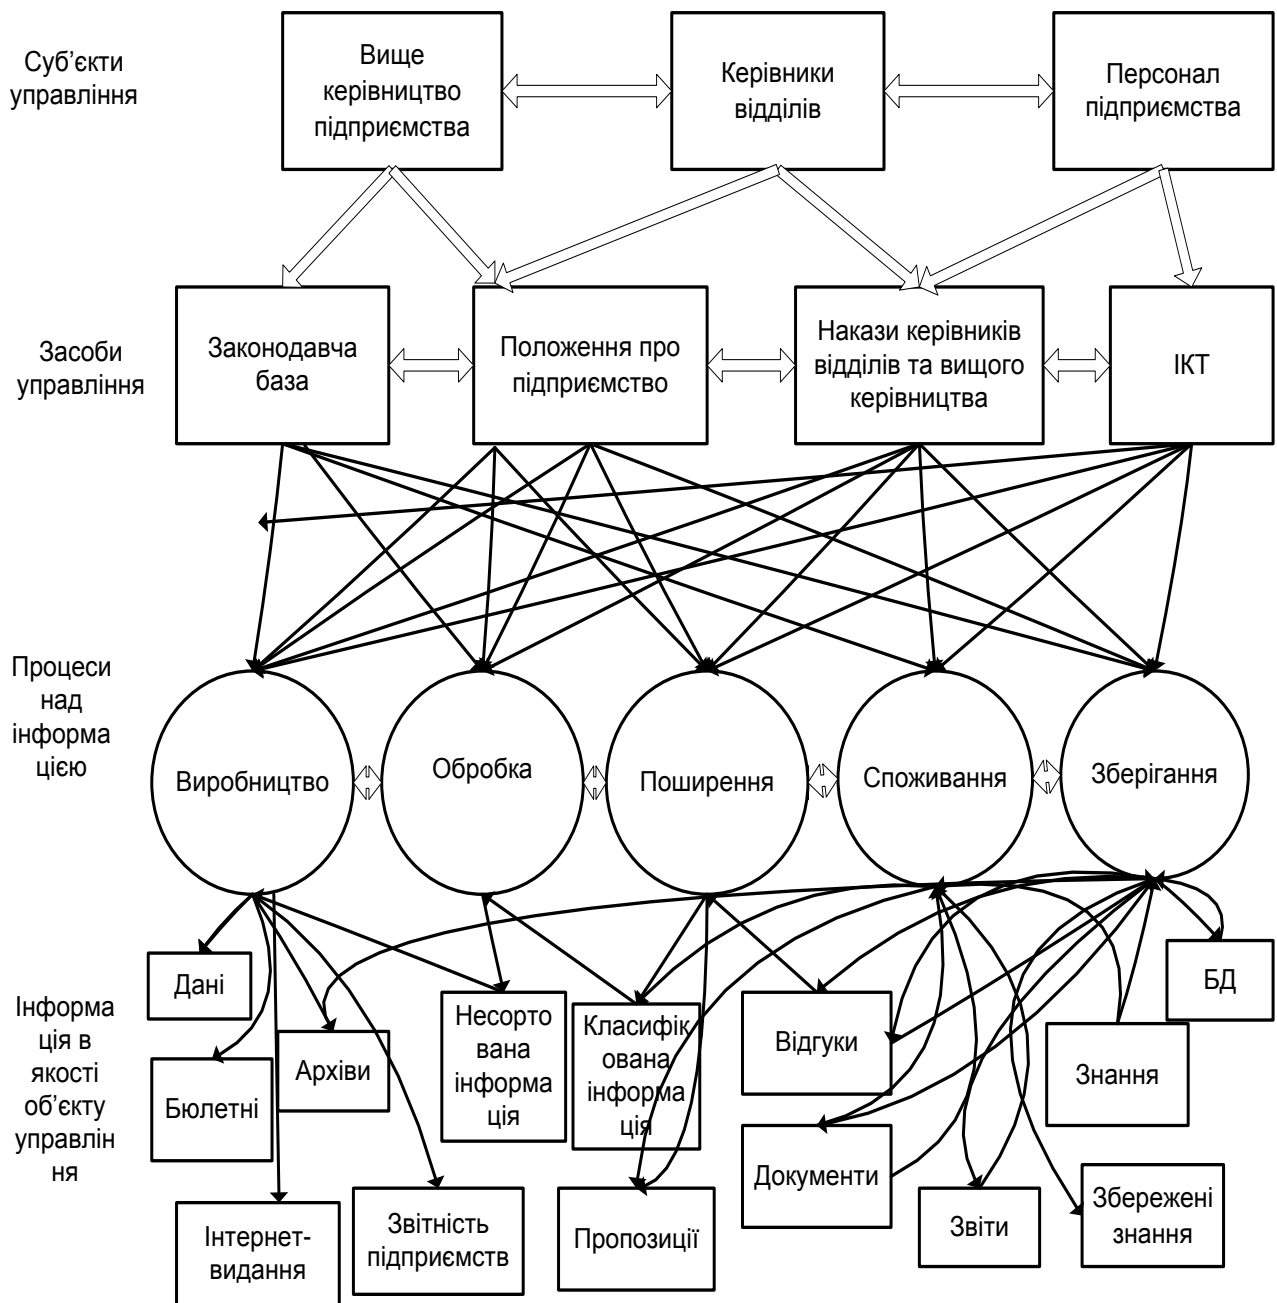 Суб’єкти
управління
Вище
керівництво
підприємства
Керівники
відділів
Персонал
підприємства
Засоби
управління
Законодавча
база
Положення про
підприємство
Накази керівників
відділів та вищого
керівництва
ІКТ
Процеси
над
інформа
цією
Виробництво
Обробка
Поширення
Споживання
Зберігання
Інформа
ція в
якості
об’єкту
управлін
ня
Дані
Бюлетні
Архіви
Несорто
вана
інформа
ція
Класифік
ована
інформа
ція
Відгуки
Знання
БД
Документи
Інтернет-
видання
Звітність
підприємств
Пропозиції
Звіти
Збережені
знання